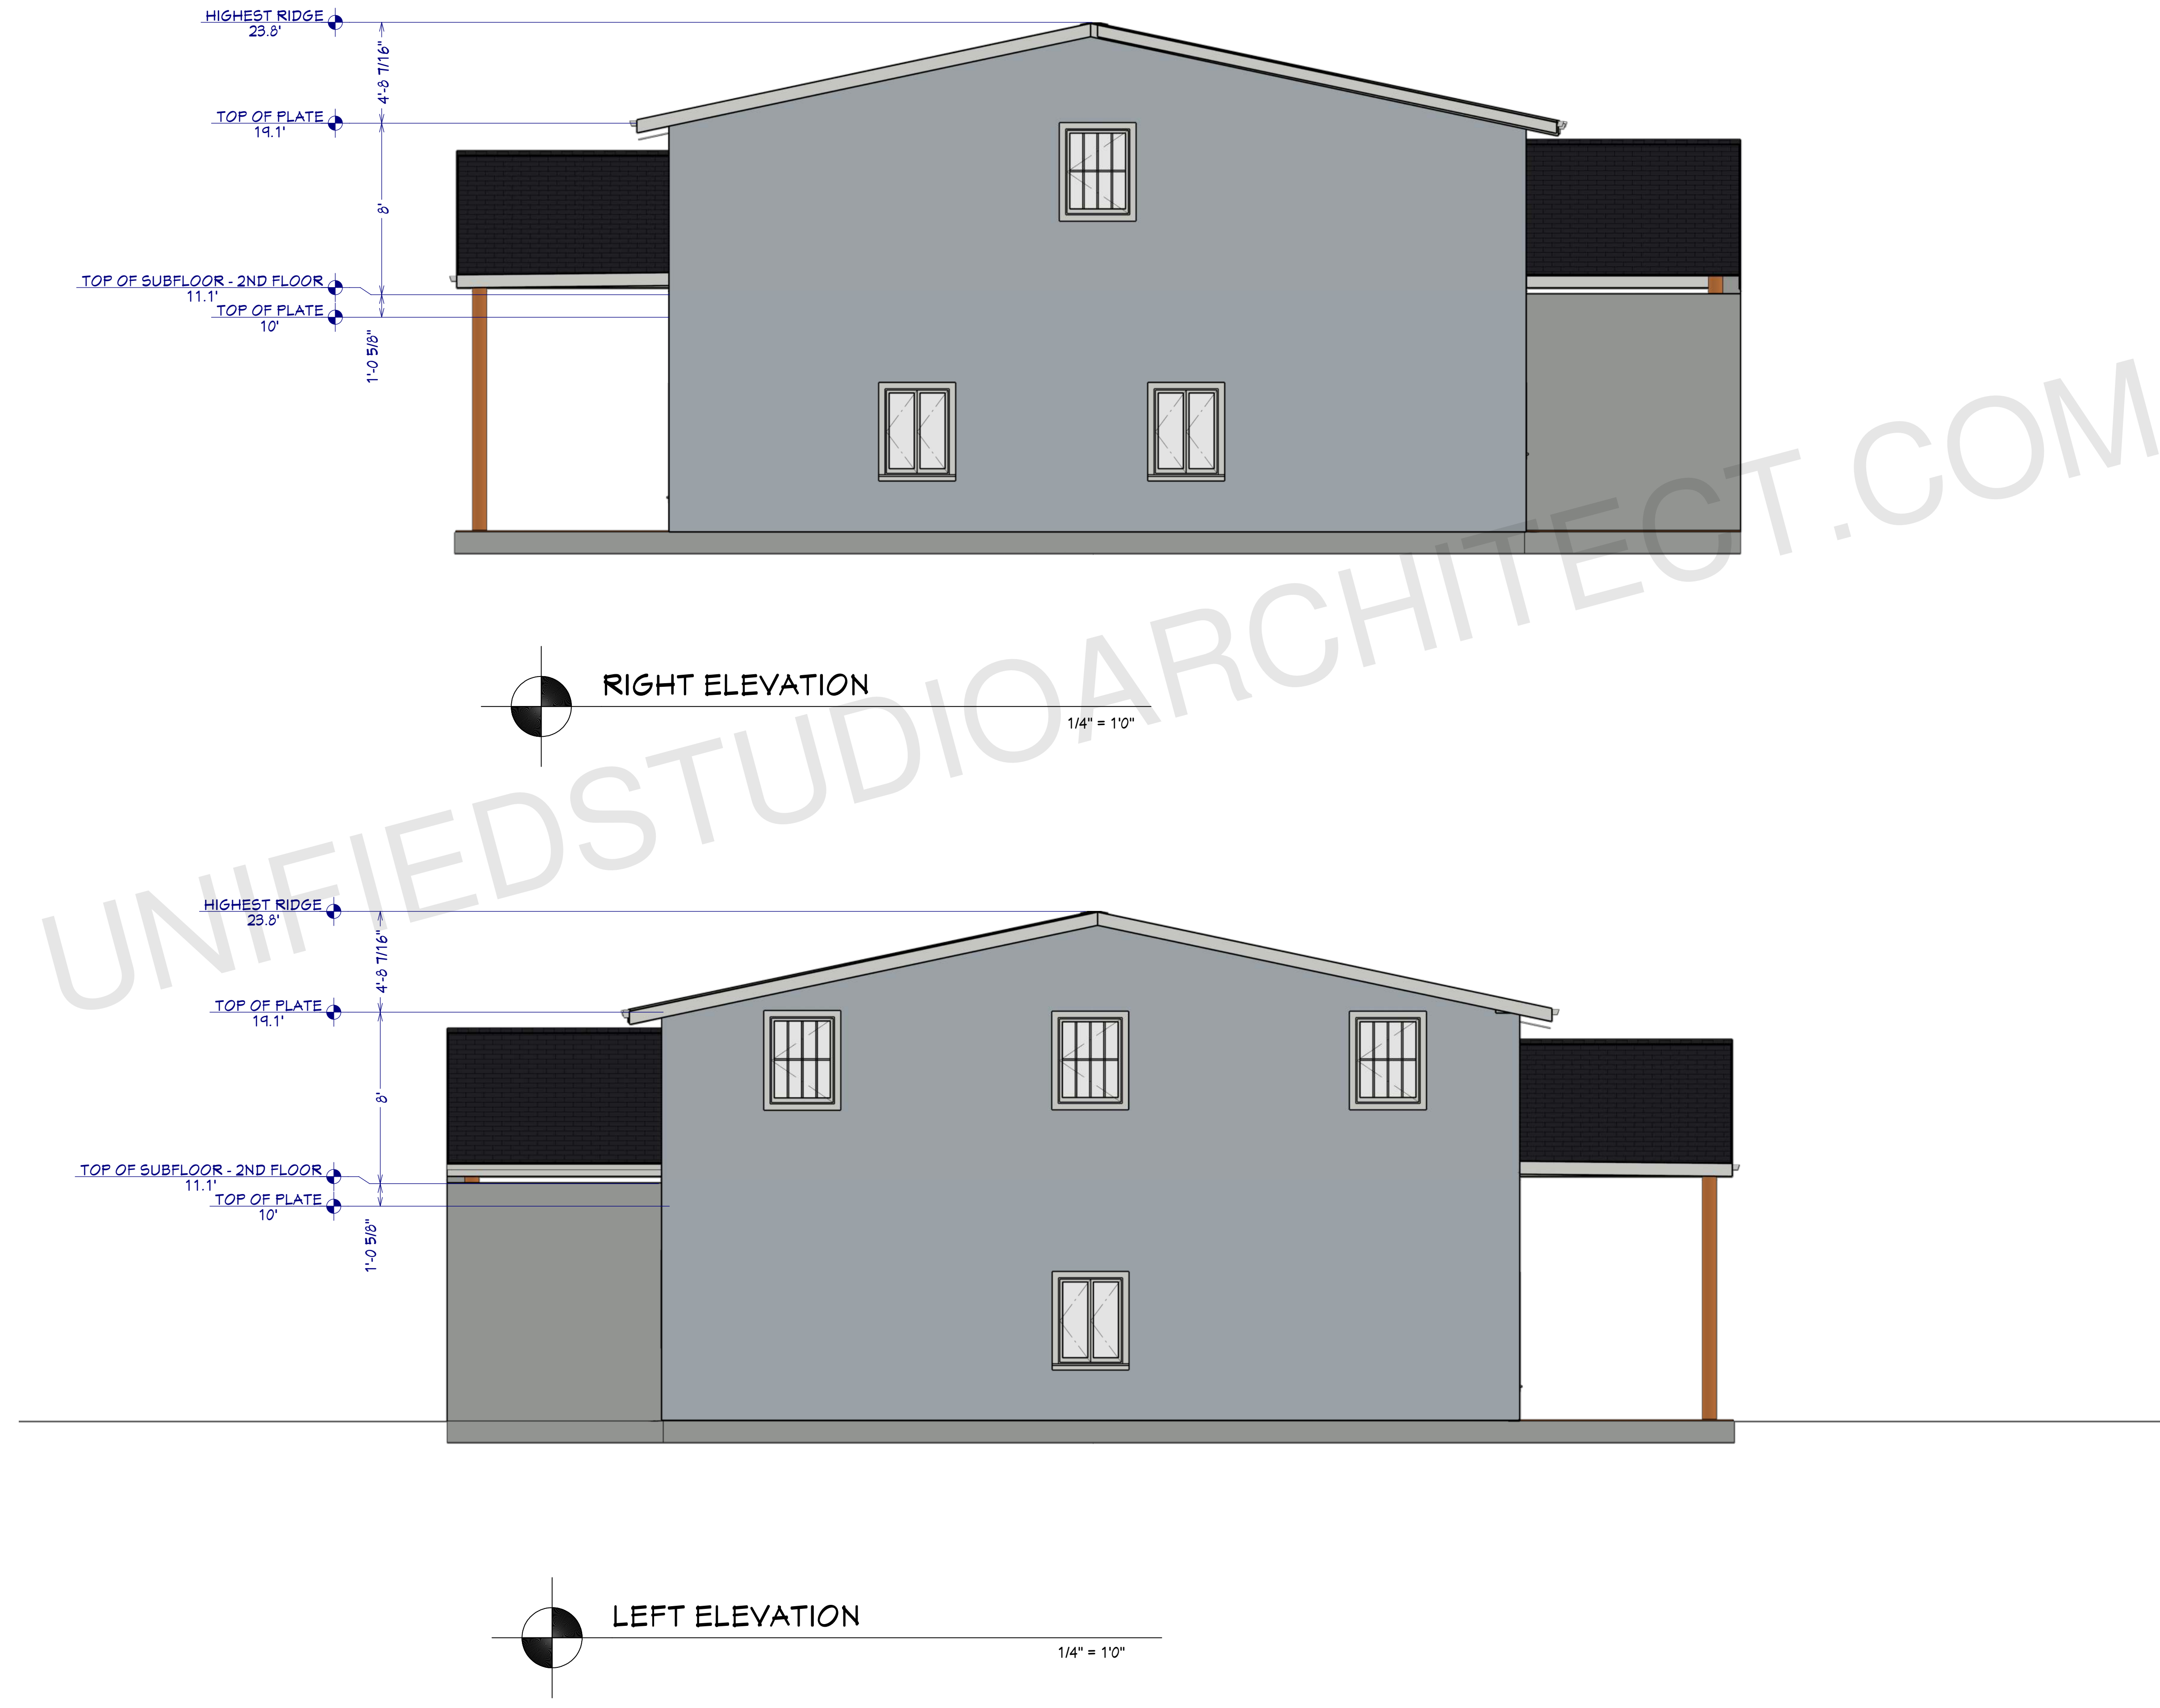 HIGHEST RIDGE
23.8'
4'-8 7/16"
TOP OF PLATE
19.1'
8'
TOP OF SUBFLOOR - 2ND FLOOR
11.1'
TOP OF PLATE
10'
1'-0 5/8"
RIGHT ELEVATION
1/4" = 1'0"
UNIFIEDSTUDIOARCHITECT.COM
HIGHEST RIDGE
23.8'
4'-8 7/16"
TOP OF PLATE
19.1'
8'
TOP OF SUBFLOOR - 2ND FLOOR
11.1'
TOP OF PLATE
10'
1'-0 5/8"
LEFT ELEVATION
1/4" = 1'0"